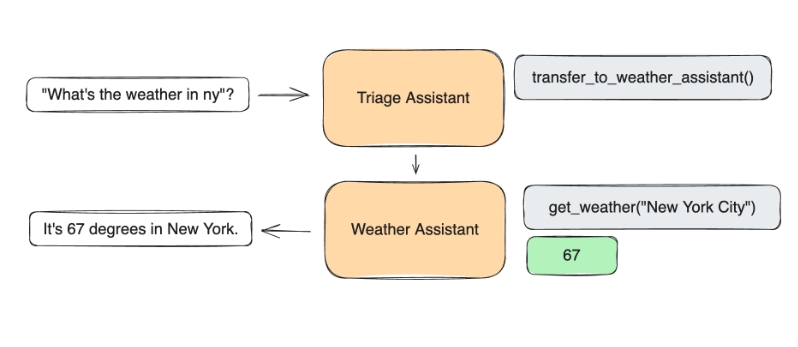 "What's the weather in ny"?
Triage Assistant
transfer_to_weather_assistant()
It's 67 degrees in New York.
Weather Assistant
get_weather("New York City")
67